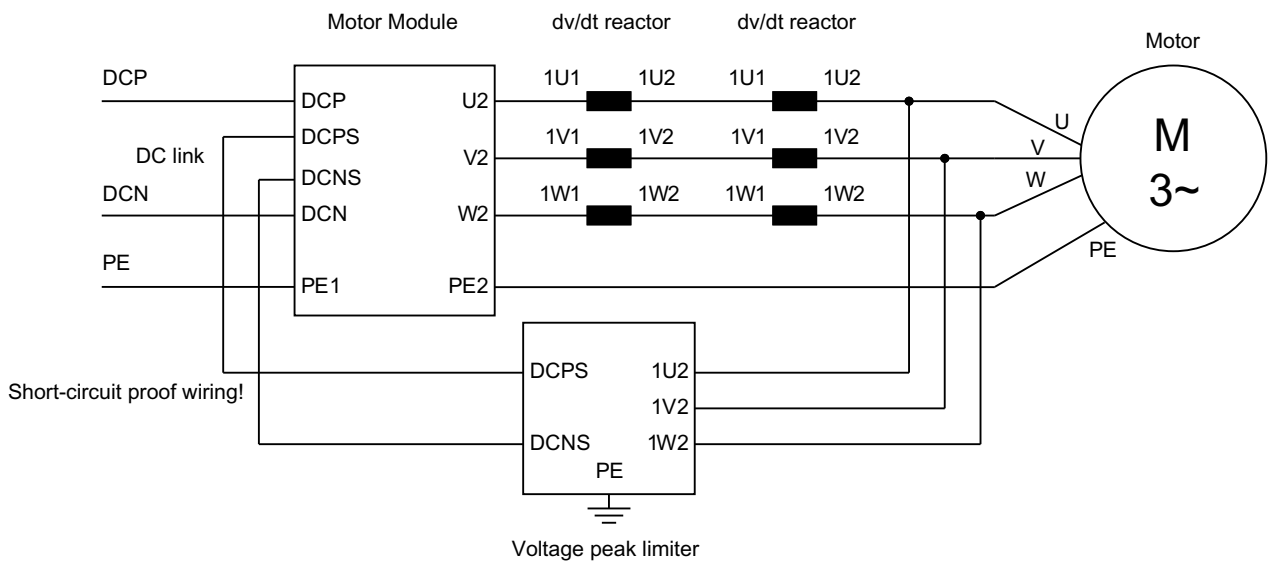 Motor Module
dv/dt reactor
dv/dt reactor
Motor
DCP
DCP
U2
1U1
1U2
1U1
1U2
DCPS
U
DC link
V2
1V1
1V2
1V1
1V2
V
M
3~
DCNS
W
DCN
DCN
W2
1W1
1W2
1W1
1W2
PE
PE
PE1
PE2
DCPS
1U2
Short-circuit proof wiring!
1V2
DCNS
1W2
PE
Voltage peak limiter